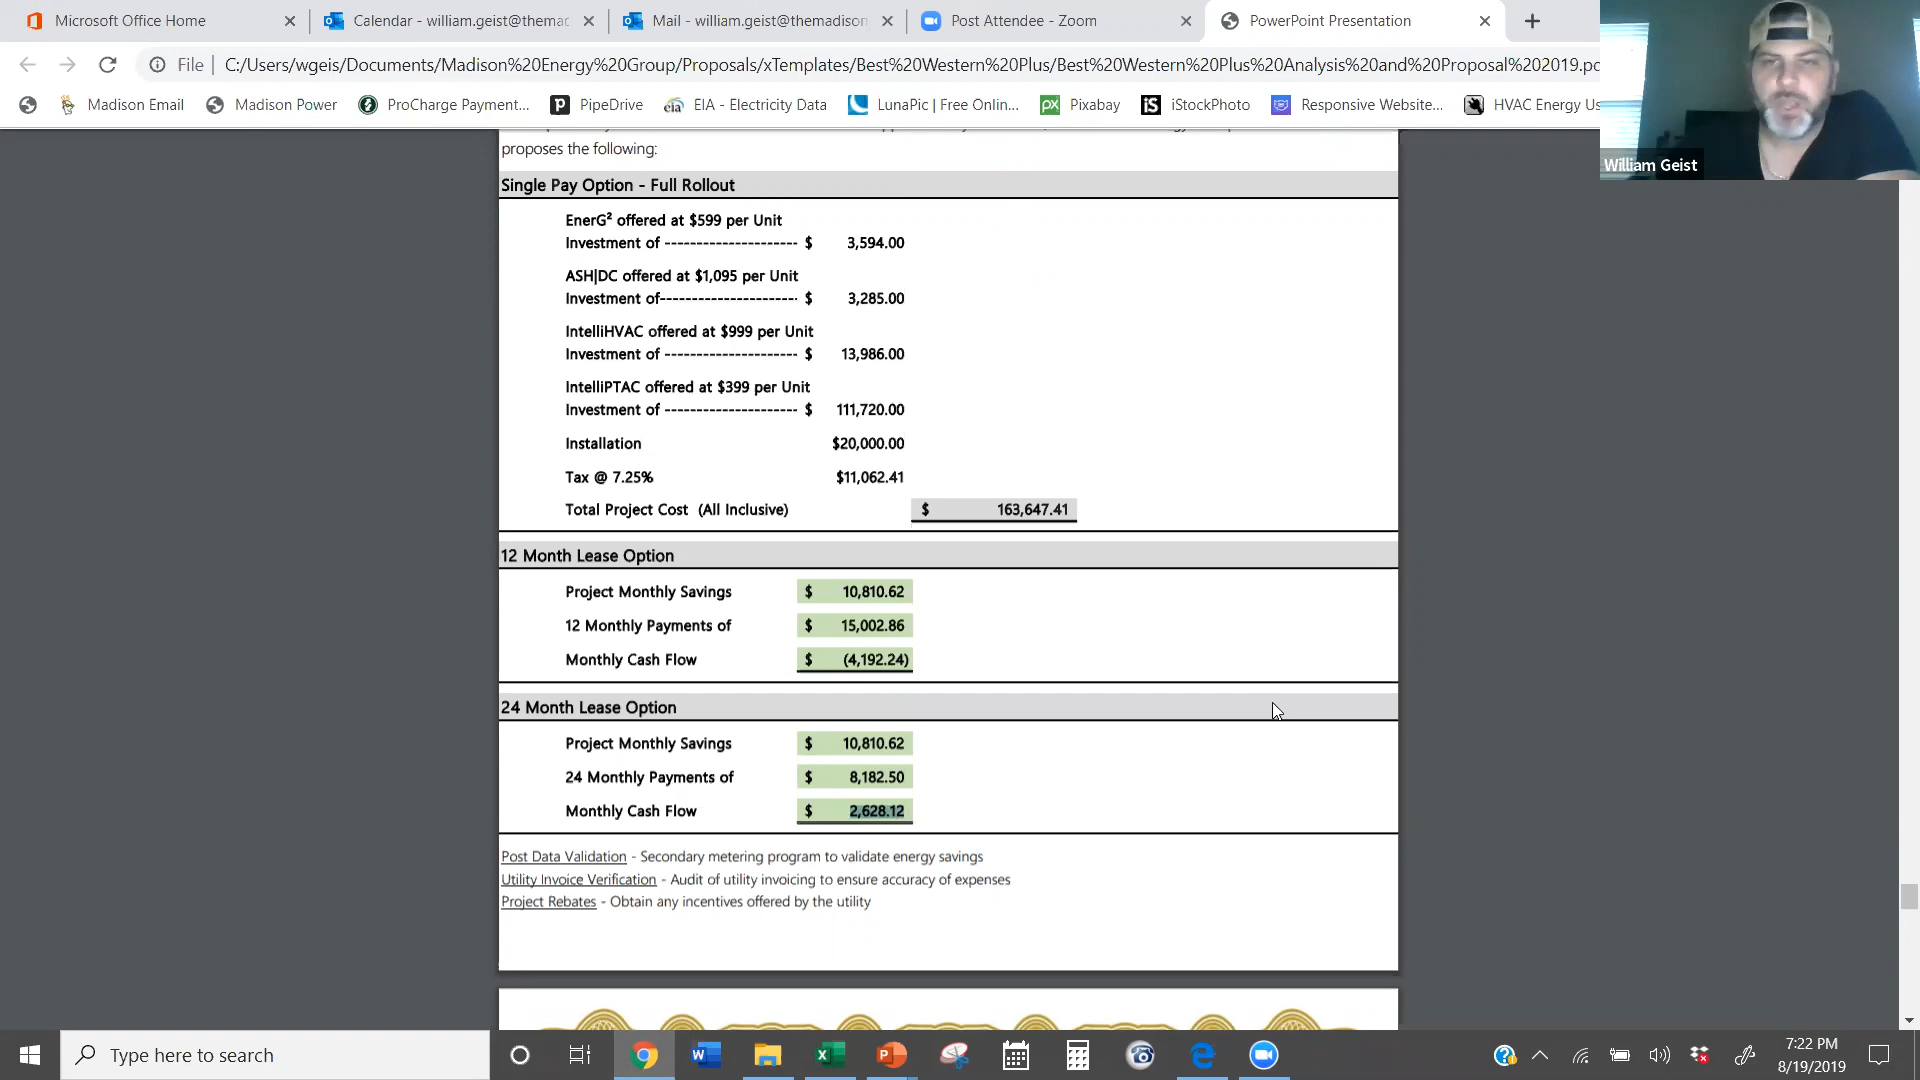 Microsoft Office Home
Calendar - william.geist@themad
Mail - william.geist@themadison
Post Attendee - Zoom
PowerPoint Presentation
File
C:/Users/wgeis/Documents/Madison%20Energy%20Group/Proposals/xTemplates/Best%20Western%20Plus/Best%20Western%20Plus%20Analysis%20and%20Proposal%202019.pd
Madison Email
Madison Power
ProCharge Payment...
PipeDrive
EIA - Electricity Data
LunaPic | Free Onlin...
Pixabay
iStockPhoto
Responsive Website...
HVAC Energy Us
William Geist
proposes the following:
Single Pay Option - Full Rollout
EnerG² offered at $599 per Unit
Investment of ---------------------- $ 3,594.00
ASH|DC offered at $1,095 per Unit
Investment of---------------------- $ 3,285.00
IntelliHVAC offered at $999 per Unit
Investment of ---------------------- $ 13,986.00
IntelliPTAC offered at $399 per Unit
Investment of ---------------------- $ 111,720.00
Installation $20,000.00
Tax @ 7.25% $11,062.41
Total Project Cost (All Inclusive) $ 163,647.41
12 Month Lease Option
Project Monthly Savings $ 10,810.62
12 Monthly Payments of $ 15,002.86
Monthly Cash Flow $ (4,192.24)
24 Month Lease Option
Project Monthly Savings $ 10,810.62
24 Monthly Payments of $ 8,182.50
Monthly Cash Flow $ 2,628.12
Post Data Validation - Secondary metering program to validate energy savings
Utility Invoice Verification - Audit of utility invoicing to ensure accuracy of expenses
Project Rebates - Obtain any incentives offered by the utility
Type here to search
7:22 PM
8/19/2019